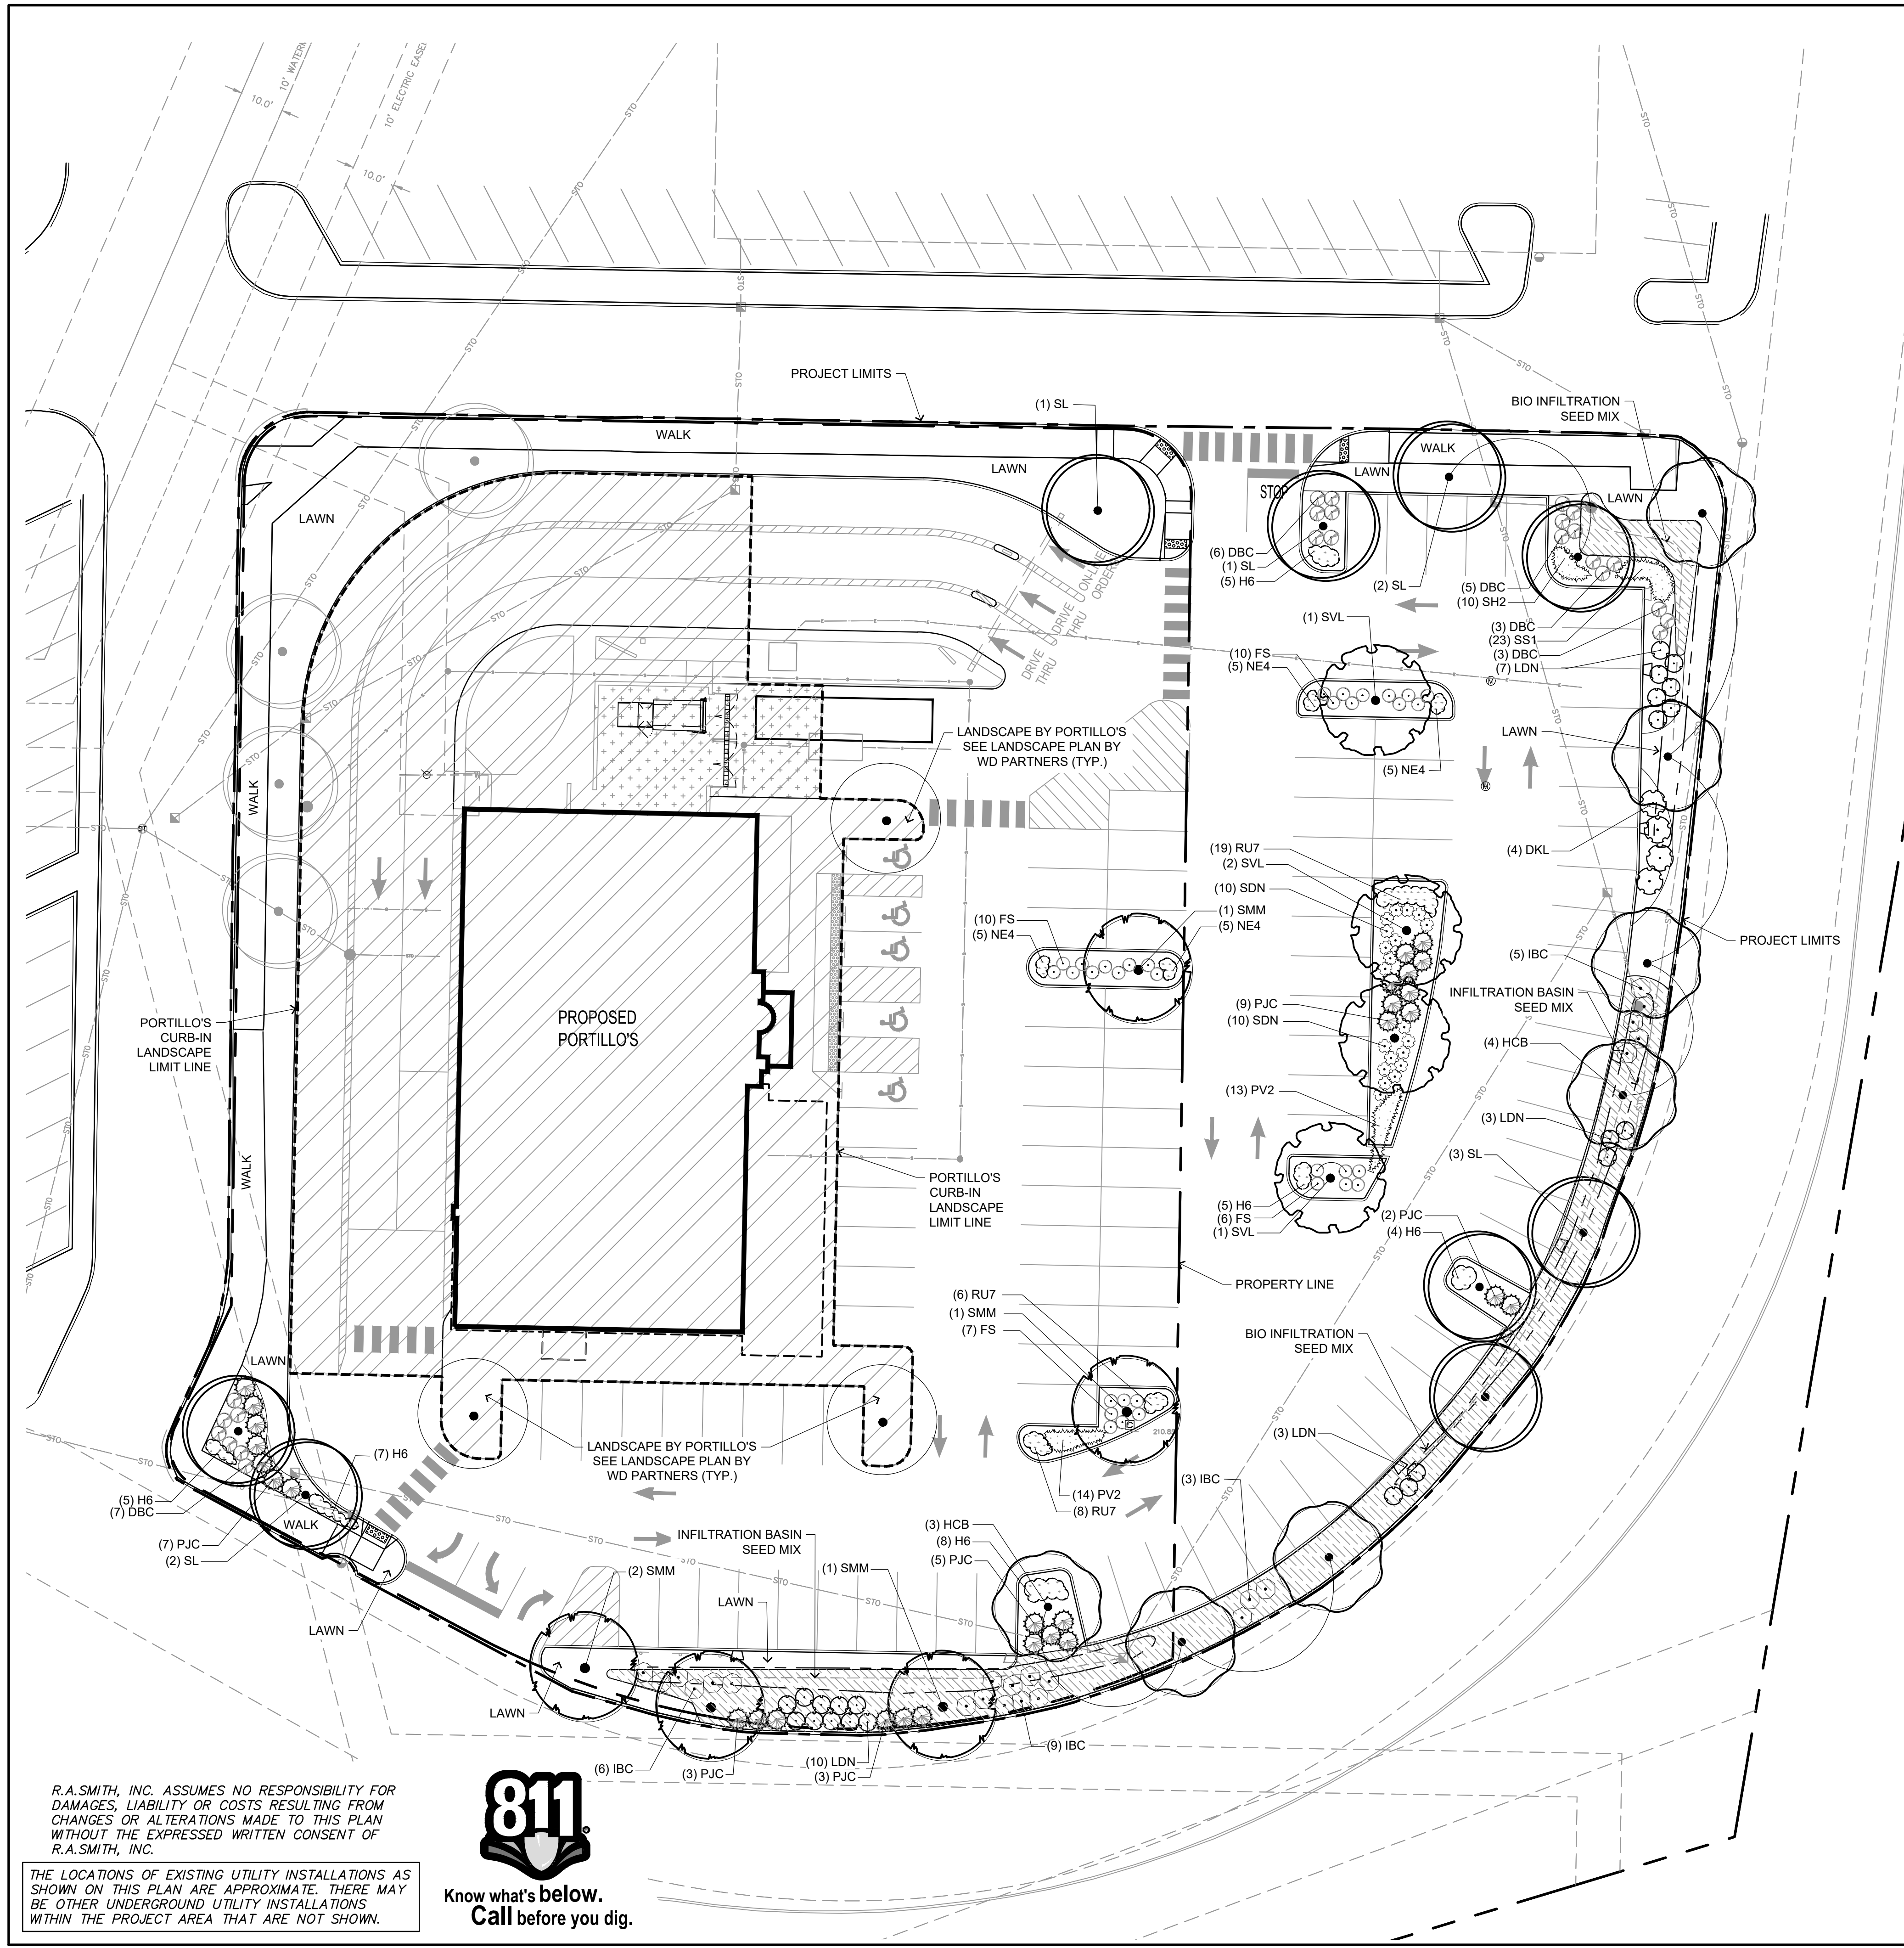 10' WATER
10' ELECTRIC EASE
10.0'
10.0'
PROJECT LIMITS
(1) SL
BIO INFILTRATION
SEED MIX
WALK
LAWN
WALK
LAWN
STOP
LAWN
LAWN
(6) DBC
(1) SL
(5) H6
(2) SL
(5) DBC
(10) SH2
(3) DBC
(23) SS1
(3) DBC
(7) LDN
DRIVE
THRU
ON-LINE
ORDERS
DRIVE
THRU
(1) SVL
(10) FS
(5) NE4
(5) NE4
LAWN
LANDSCAPE BY PORTILLO'S
SEE LANDSCAPE PLAN BY
WD PARTNERS (TYP.)
WALK
(4) DKL
(19) RU7
(2) SVL
(10) SDN
(1) SMM
(5) NE4
(10) FS
(5) NE4
PROJECT LIMITS
(5) IBC
INFILTRATION BASIN
SEED MIX
(9) PJC
(10) SDN
(4) HCB
PROPOSED
PORTILLO'S
PORTILLO'S
CURB-IN
LANDSCAPE
LIMIT LINE
(13) PV2
(3) LDN
(3) SL
WALK
PORTILLO'S
CURB-IN
LANDSCAPE
LIMIT LINE
(5) H6
(6) FS
(1) SVL
(2) PJC
(4) H6
PROPERTY LINE
(6) RU7
(1) SMM
(7) FS
BIO INFILTRATION
SEED MIX
LAWN
210.85
(3) LDN
LANDSCAPE BY PORTILLO'S
SEE LANDSCAPE PLAN BY
WD PARTNERS (TYP.)
(7) H6
(3) IBC
(14) PV2
(8) RU7
(5) H6
(7) DBC
WALK
(7) PJC
(2) SL
INFILTRATION BASIN
SEED MIX
(3) HCB
(8) H6
(5) PJC
(2) SMM
(1) SMM
LAWN
LAWN
LAWN
(9) IBC
(6) IBC
(3) PJC
(10) LDN
(3) PJC
R.A.SMITH, INC. ASSUMES NO RESPONSIBILITY FOR
DAMAGES, LIABILITY OR COSTS RESULTING FROM
CHANGES OR ALTERATIONS MADE TO THIS PLAN
WITHOUT THE EXPRESSED WRITTEN CONSENT OF
R.A.SMITH, INC.
THE LOCATIONS OF EXISTING UTILITY INSTALLATIONS AS
SHOWN ON THIS PLAN ARE APPROXIMATE. THERE MAY
BE OTHER UNDERGROUND UTILITY INSTALLATIONS
WITHIN THE PROJECT AREA THAT ARE NOT SHOWN.
811
Know what's below.
Call before you dig.